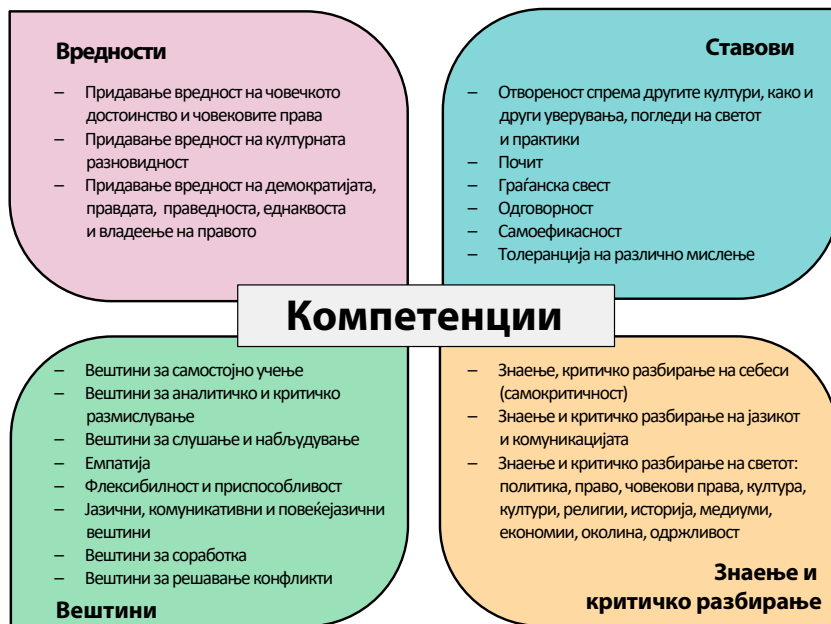 Вредности
– Придавање вредност на човечкото
достоинство и човековите права
– Придавање вредност на културната
разновидност
– Придавање вредност на демократијата,
правдата, праведноста, еднаквоста
и владеење на правото
Ставови
– Отвореност спрема другите култури, како и
други уверувања, погледи на светот
и практики
– Почит
– Граѓанска свест
– Одговорност
– Самоефикасност
– Толеранција на различно мислење
Компетенции
– Вештини за самостојно учење
– Вештини за аналитичко и критичко
размислување
– Вештини за слушање и набљудување
– Емпатија
– Флексибилност и приспособливост
– Јазични, комуникативни и повеќејазични
вештини
– Вештини за соработка
– Вештини за решавање конфликти
Вештини
– Знаење, критичко разбирање на себеси
(самокритичност)
– Знаење и критичко разбирање на јазикот
и комуникацијата
– Знаење и критичко разбирање на светот:
политика, право, човекови права, култура,
култури, религии, историја, медиуми,
економии, околина, одржливост
Знаење и
критичко разбирање